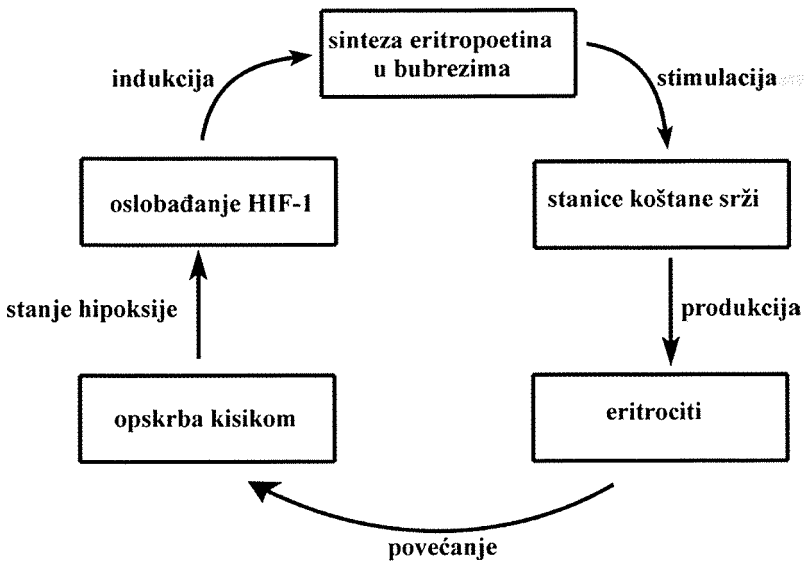 sinteza eritropoetina
u bubrezima
indukcija
stimulacija
oslobađanje HIF-1
stanice koštane srži
stanje hipoksije
produkcija
opskrba kisikom
eritrociti
povećanje